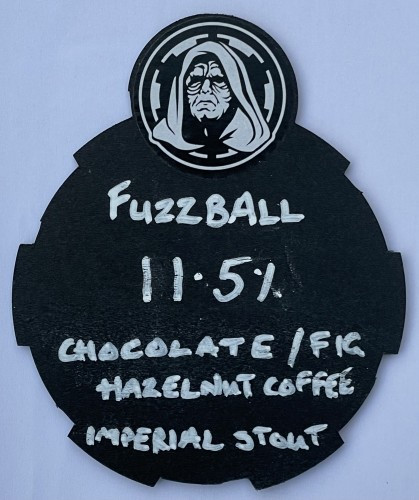 FUZZBALL
11.5%
CHOCOLATE / FIG
HAZELNUT COFFEE
IMPERIAL STOUT